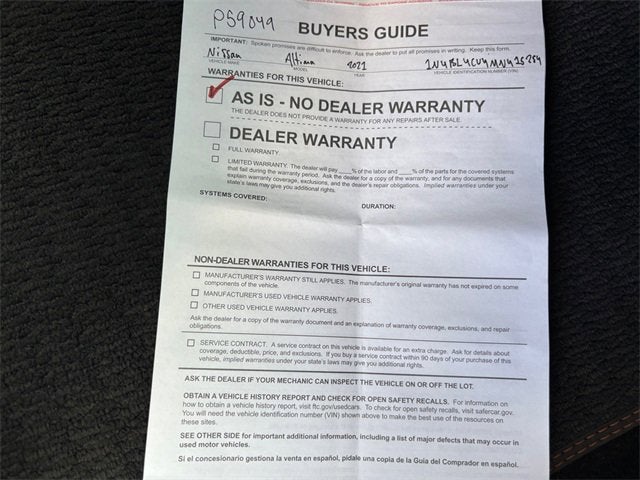 PS9049
BUYERS GUIDE
IMPORTANT: Spoken promises are difficult to enforce. Ask the dealer to put all promises in writing. Keep this form.
Nissan Altima 2021
VEHICLE MAKE MODEL YEAR VEHICLE IDENTIFICATION NUMBER (VIN)
WARRANTIES FOR THIS VEHICLE:
AS IS - NO DEALER WARRANTY
THE DEALER DOES NOT PROVIDE A WARRANTY FOR ANY REPAIRS AFTER SALE.
DEALER WARRANTY
FULL WARRANTY.
LIMITED WARRANTY. The dealer will pay ____% of the labor and ____% of the parts for the covered systems
that fail during the warranty period. Ask the dealer for a copy of the warranty, and for any documents that
explain warranty coverage, exclusions, and the dealer's repair obligations. Implied warranties under your
state's laws may give you additional rights.
SYSTEMS COVERED: DURATION:
NON-DEALER WARRANTIES FOR THIS VEHICLE:
MANUFACTURER'S WARRANTY STILL APPLIES. The manufacturer's original warranty has not expired on some
components of the vehicle.
MANUFACTURER'S USED VEHICLE WARRANTY APPLIES.
OTHER USED VEHICLE WARRANTY APPLIES.
Ask the dealer for a copy of the warranty document and an explanation of warranty coverage, exclusions, and repair
obligations.
SERVICE CONTRACT. A service contract on this vehicle is available for an extra charge. Ask for details about
coverage, deductible, price, and exclusions. If you buy a service contract within 90 days of your purchase of this
vehicle, implied warranties under your state's laws may give you additional rights.
ASK THE DEALER IF YOUR MECHANIC CAN INSPECT THE VEHICLE ON OR OFF THE LOT.
OBTAIN A VEHICLE HISTORY REPORT AND CHECK FOR OPEN SAFETY RECALLS. For information on
how to obtain a vehicle history report, visit ftc.gov/usedcars. To check for open safety recalls, visit safercar.gov.
You will need the vehicle identification number (VIN) shown above to make the best use of the resources on
these sites.
SEE OTHER SIDE for important additional information, including a list of major defects that may occur in
used motor vehicles.
Si el concesionario gestiona la venta en español, pídale una copia de la Guía del Comprador en español.